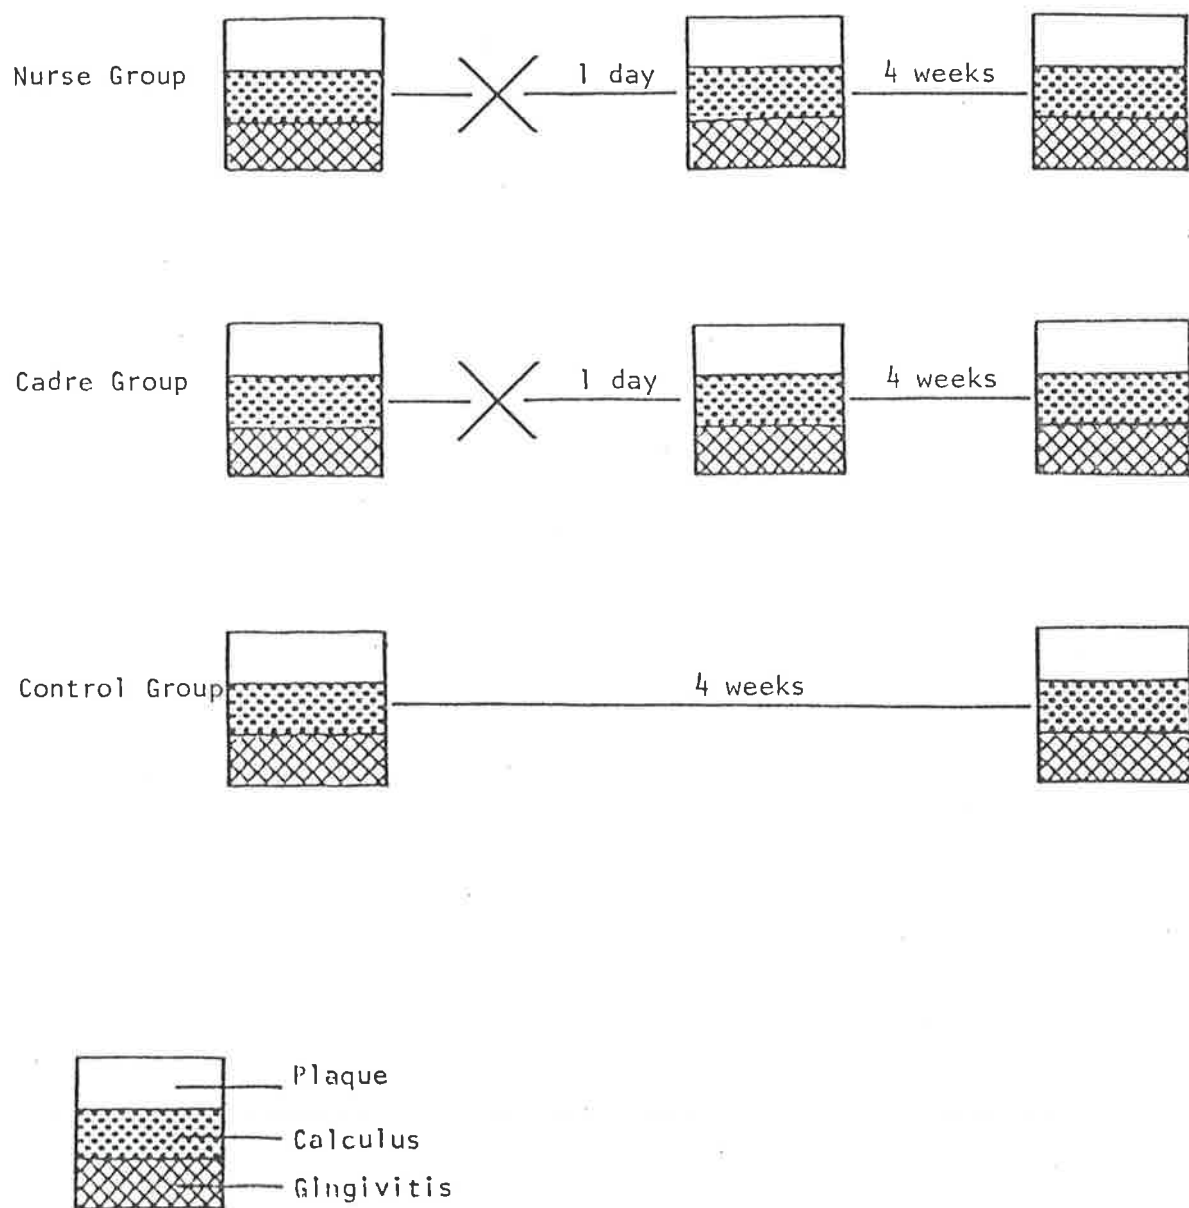 Nurse Group
1 day
4 weeks
Cadre Group
1 day
4 weeks
Control Group
4 weeks
Plaque
Calculus
Gingivitis